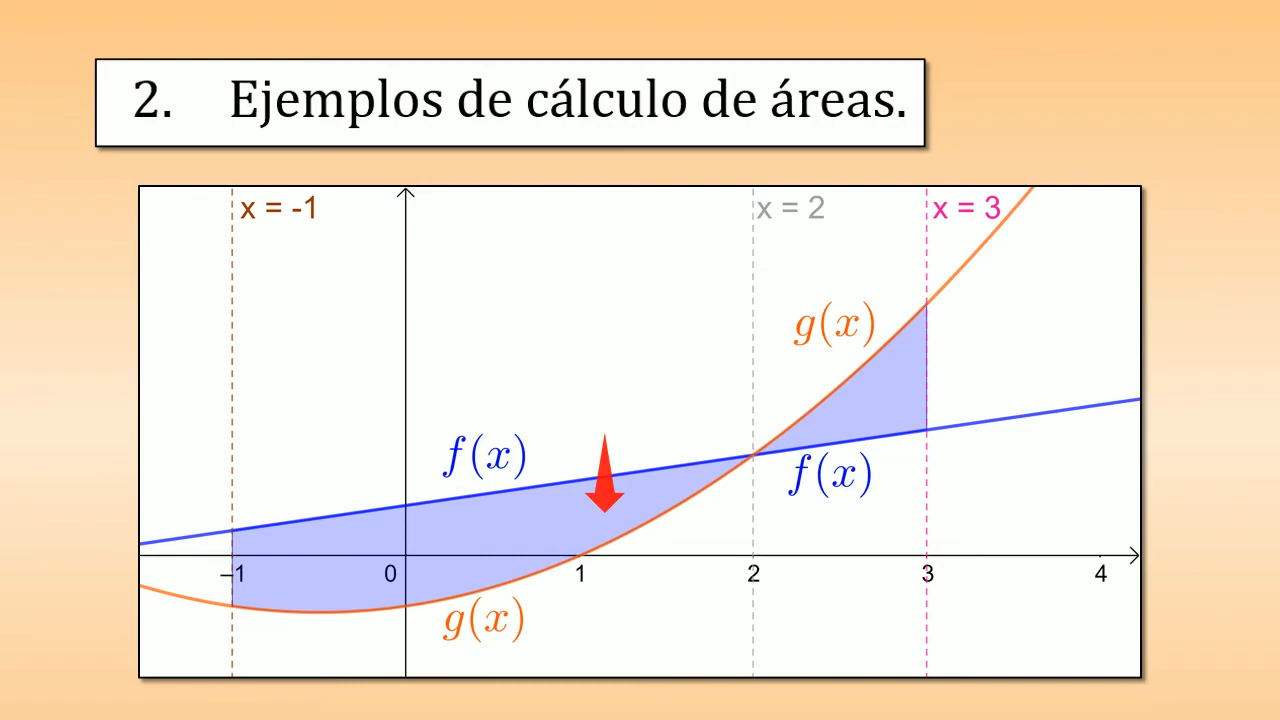 2. Ejemplos de cálculo de áreas.
x = -1
x = 2
x = 3
g(x)
f(x)
f(x)
–1 0 1 2 3 4
g(x)